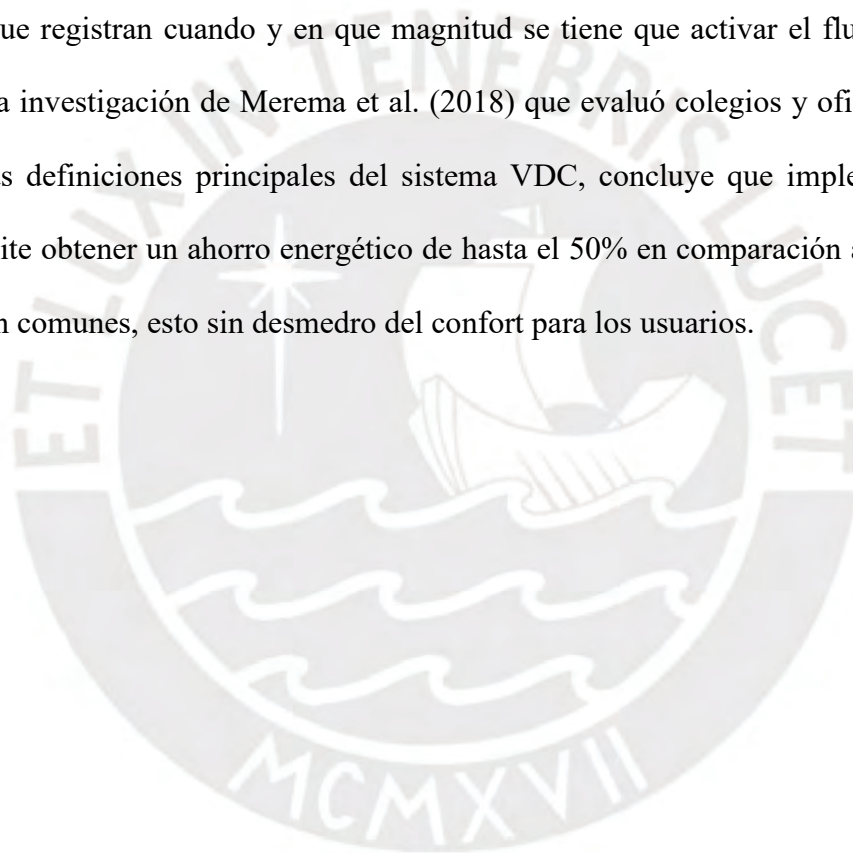 ue registran cuando y en que magnitud se tiene que activar el flu
a investigación de Merema et al. (2018) que evaluó colegios y ofi
s definiciones principales del sistema VDC, concluye que imple
ite obtener un ahorro energético de hasta el 50% en comparación a
n comunes, esto sin desmedro del confort para los usuarios.
ET LUX IN TENEBRIS LUCET
MCMXVII